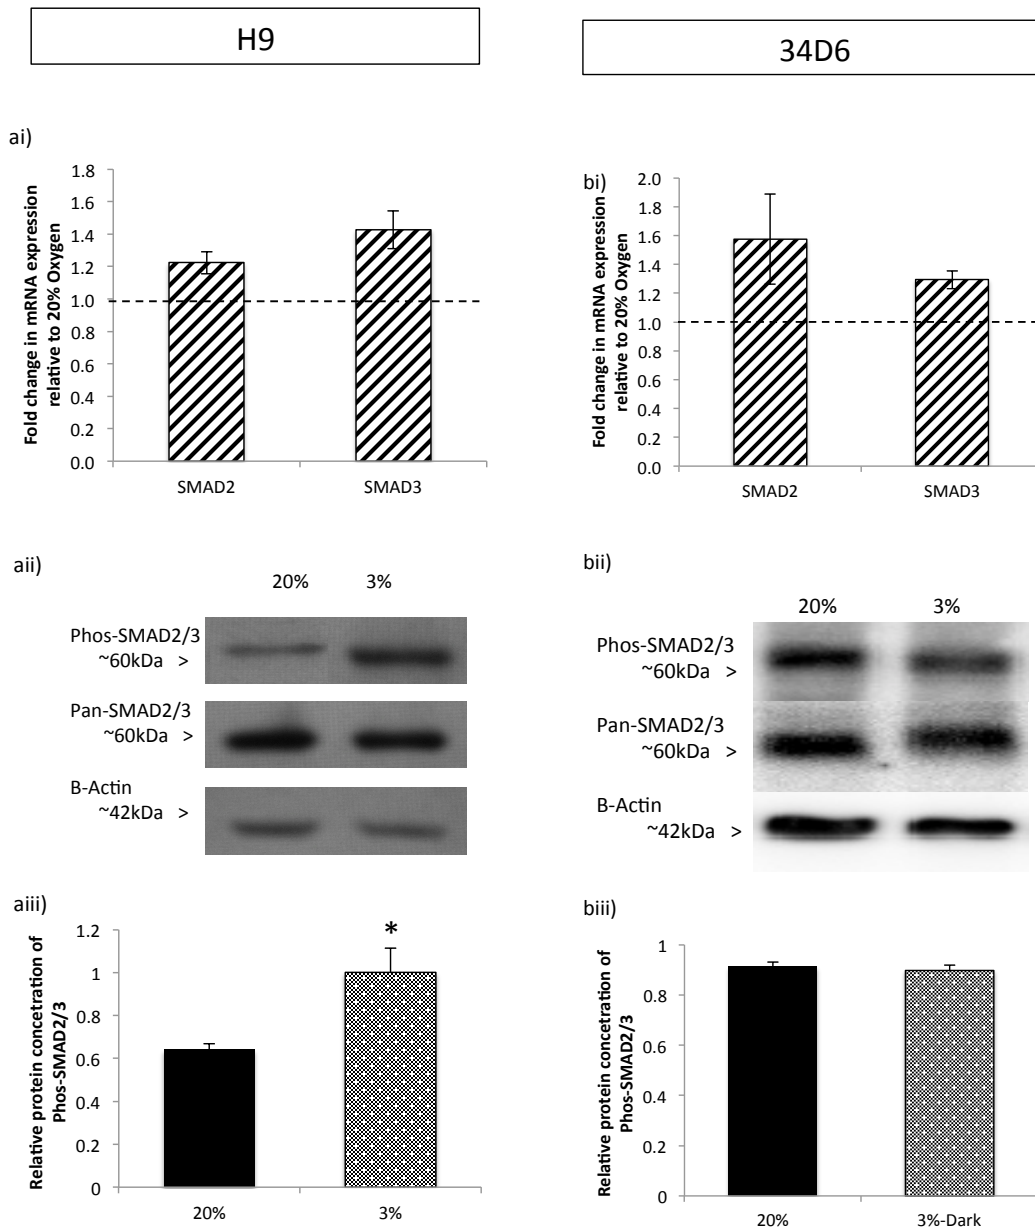 H9
34D6
ai)
Fold change in mRNA expression
relative to 20% Oxygen
1.8
1.6
1.4
1.2
1.0
0.8
0.6
0.4
0.2
0.0
SMAD2
SMAD3
bi)
Fold change in mRNA expression
relative to 20% Oxygen
2.0
1.8
1.6
1.4
1.2
1.0
0.8
0.6
0.4
0.2
0.0
SMAD2
SMAD3
aii)
20%
3%
Phos-SMAD2/3
~60kDa >
Pan-SMAD2/3
~60kDa >
B-Actin
~42kDa >
bii)
20%
3%
Phos-SMAD2/3
~60kDa >
Pan-SMAD2/3
~60kDa >
B-Actin
~42kDa >
aiii)
Relative protein concetration of
Phos-SMAD2/3
1.2
1
0.8
0.6
0.4
0.2
0
*
20%
3%
biii)
Relative protein concetration of
Phos-SMAD2/3
1
0.8
0.6
0.4
0.2
0
20%
3%-Dark